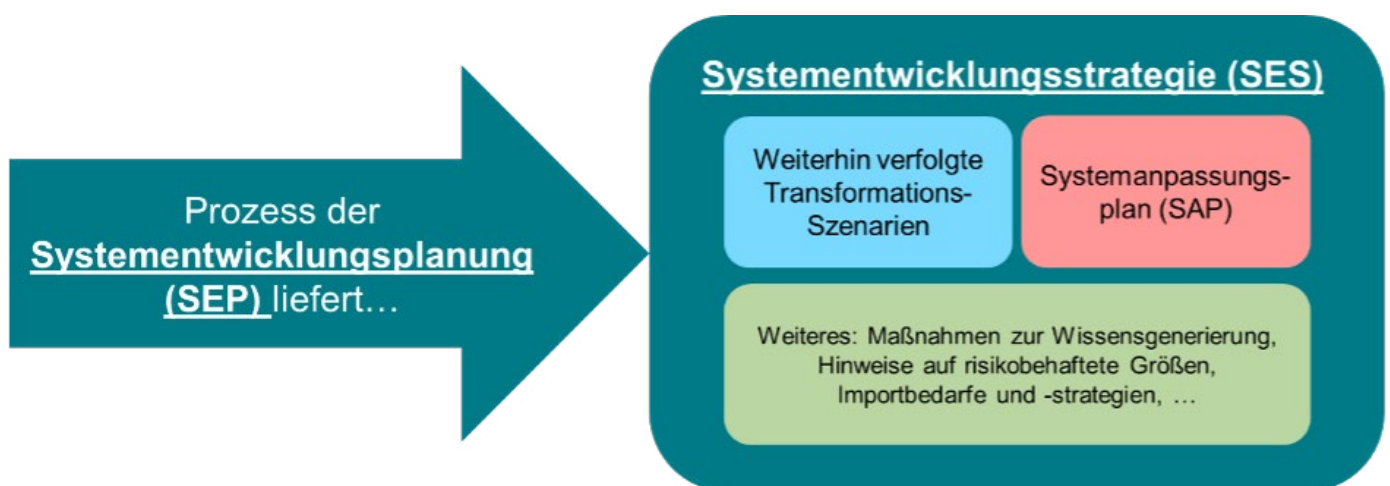 Prozess der
Systementwicklungsplanung
(SEP) liefert…
Systementwicklungsstrategie (SES)
Weiterhin verfolgte
Transformations-
Szenarien
Systemanpassungs-
plan (SAP)
Weiteres: Maßnahmen zur Wissensgenerierung,
Hinweise auf risikobehaftete Größen,
Importbedarfe und -strategien, …